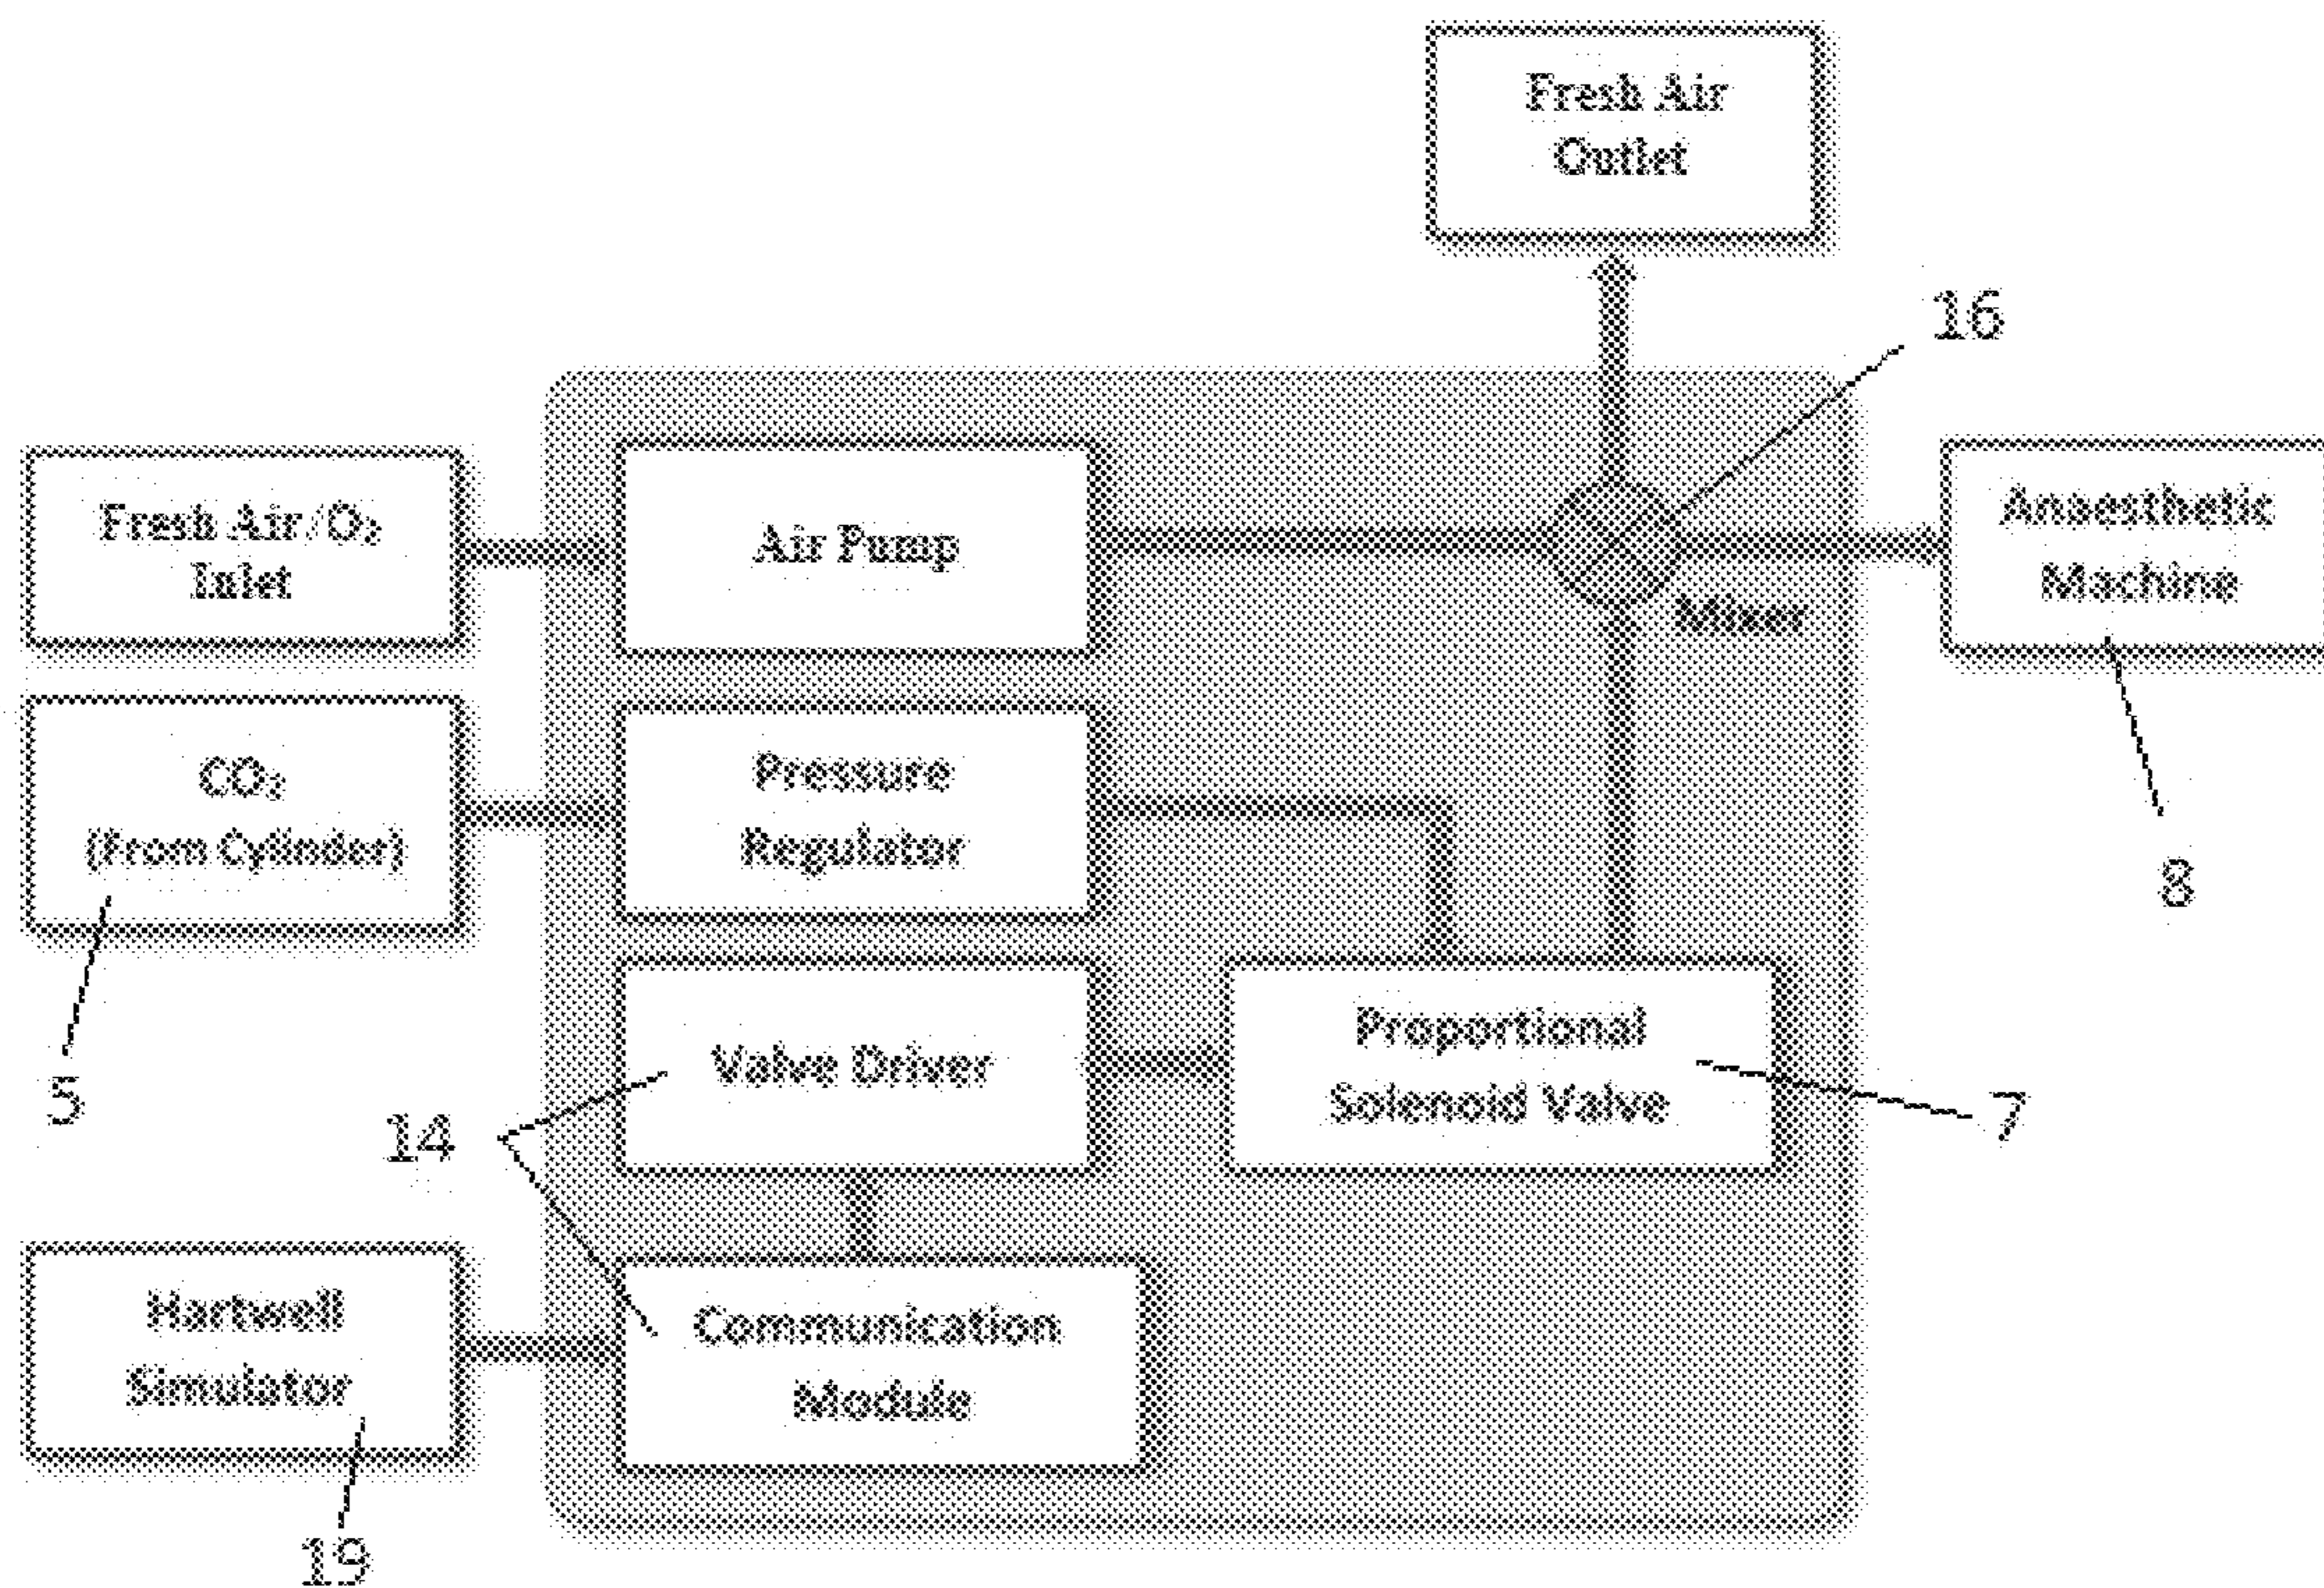 Fresh Air
Outlet
16
Fresh Air/O₂
Inlet
Air Pump
Mixer
Anaesthetic
Machine
8
CO₂
(From Cylinder)
5
Pressure
Regulator
14
Valve Driver
Proportional
Solenoid Valve
7
Hartwell
Simulator
19
Communication
Module